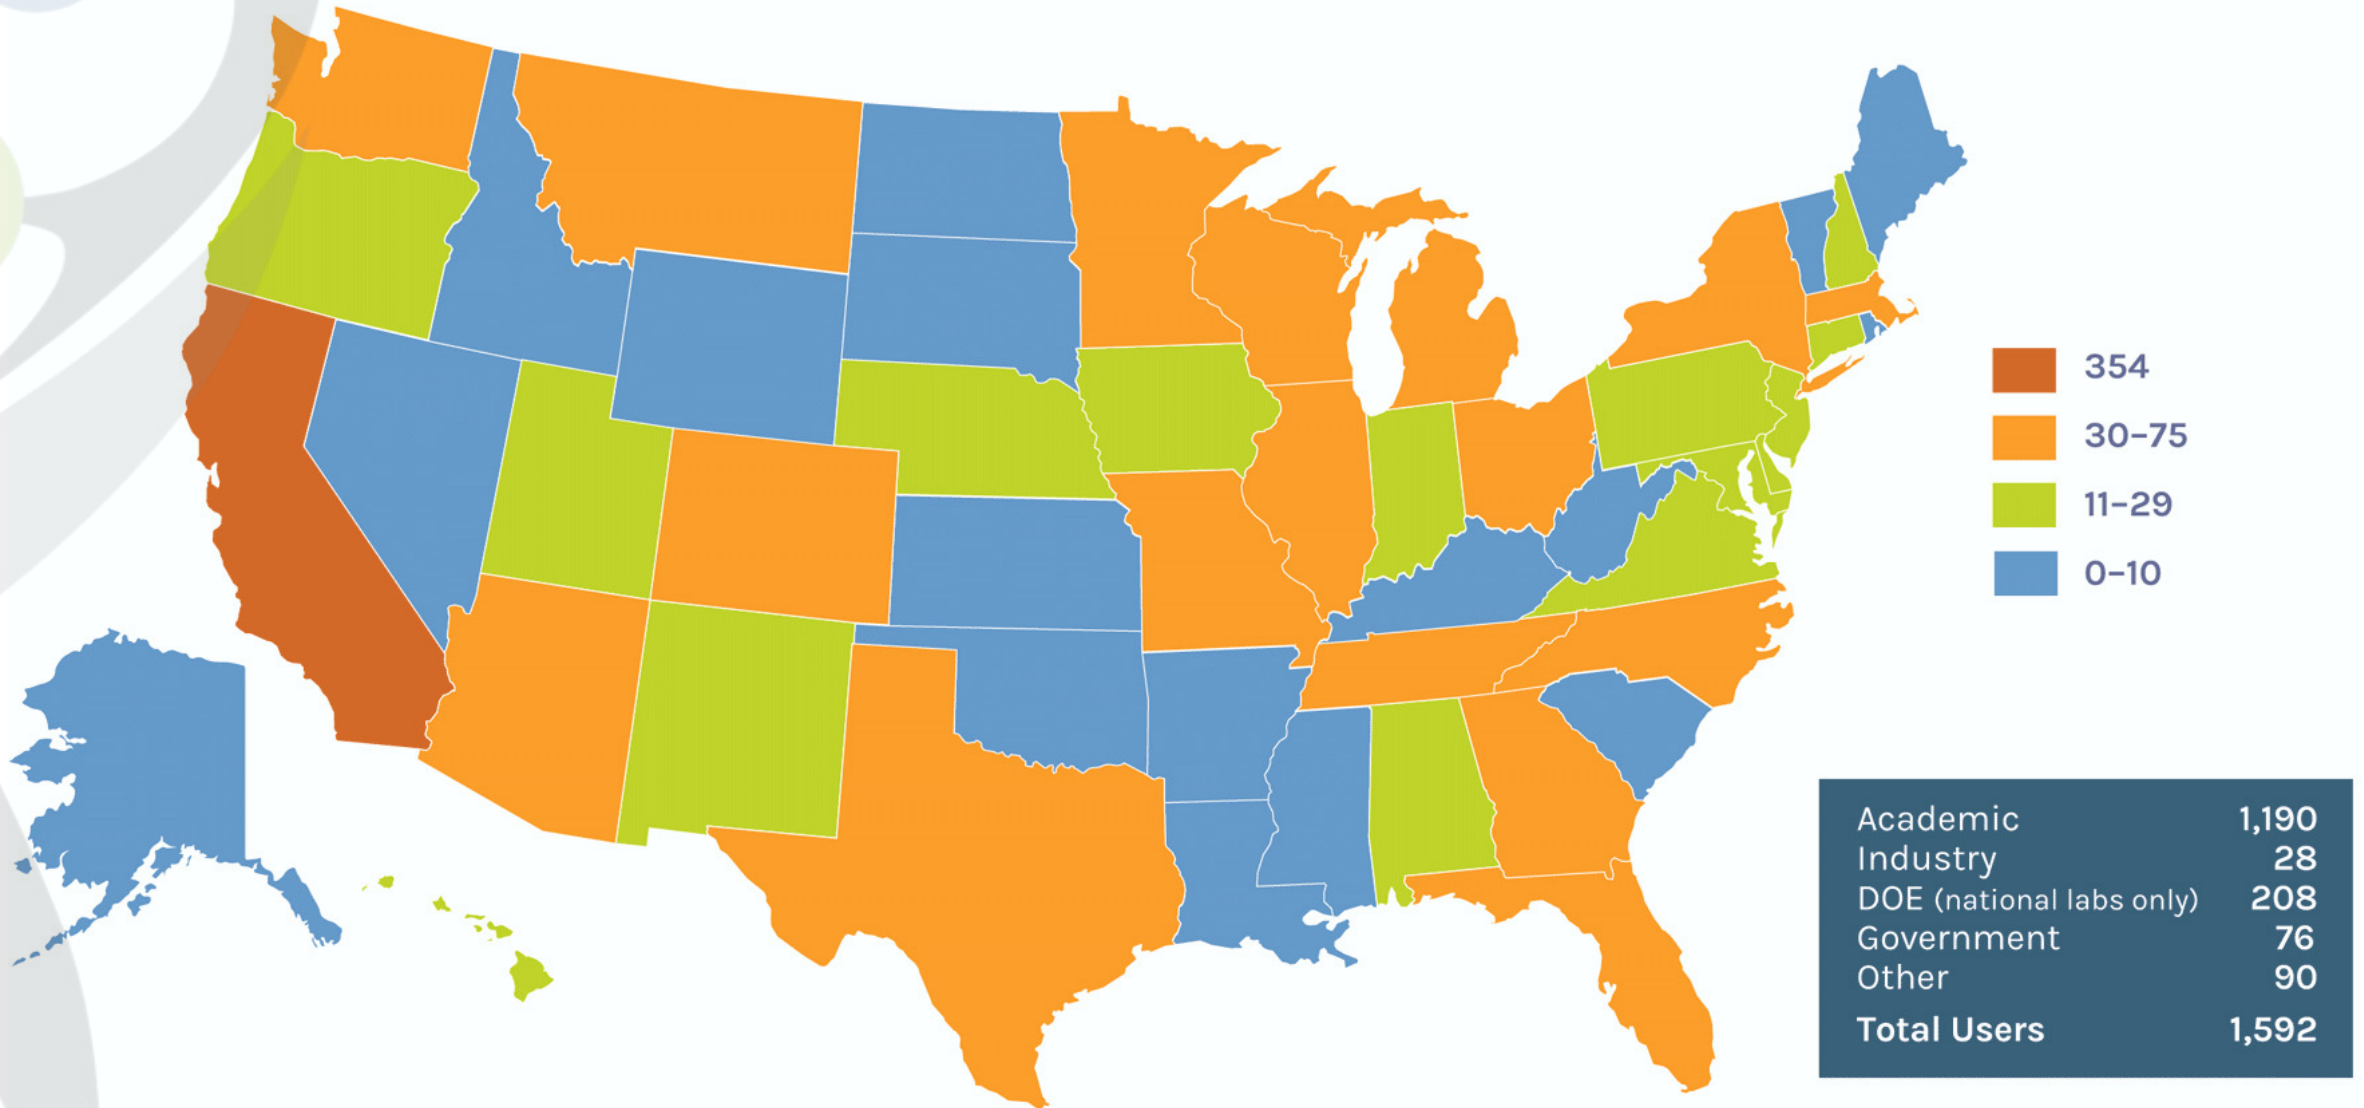 354
30–75
11–29
0–10
Academic 1,190
Industry 28
DOE (national labs only) 208
Government 76
Other 90
Total Users 1,592